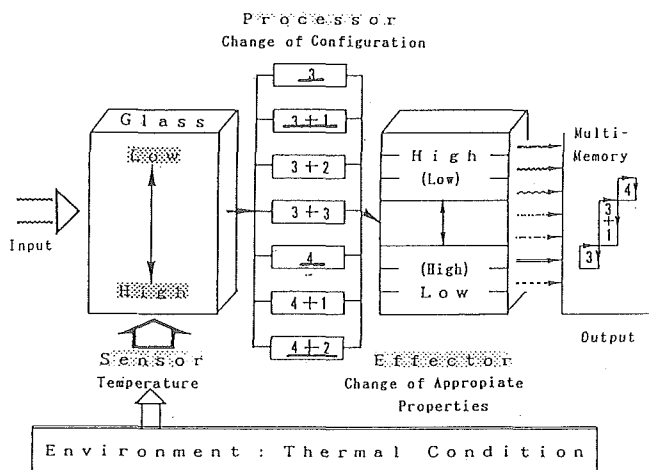 Processor
Change of Configuration
Glass
Low
High
Input
Sensor
Temperature
3
3+1
3+2
3+3
4
4+1
4+2
High
(Low)
(High)
Low
Effector
Change of Appropiate
Properties
Multi-
Memory
4
3
+
1
3
Output
Environment : Thermal Condition